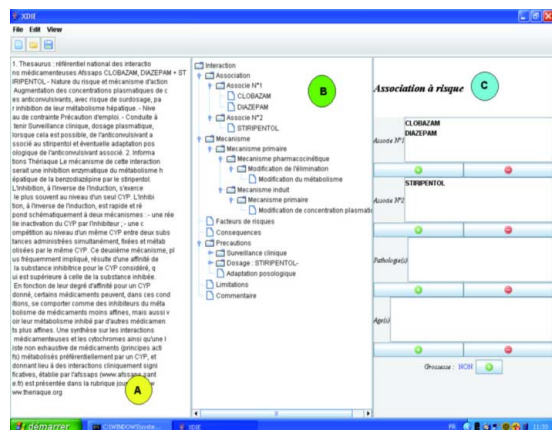 XDIE
File Edit View
1. Thesaurus : référentiel national des interactio
ns médicamenteuses Afssaps CLOBAZAM, DIAZEPAM + ST
IRIPENTOL - Nature du risque et mécanisme d'action
Augmentation des concentrations plasmatiques de c
es anticonvulsivants, avec risque de surdosage, pa
r inhibition de leur métabolisme hépatique. - Nive
au de contrainte Précaution d'emploi. - Conduite à
tenir Surveillance clinique, dosage plasmatique,
lorsque cela est possible, de l'anticonvulsivant a
ssocié au stiripentol et éventuelle adaptation pos
ologique de l'anticonvulsivant associé. 2. Informa
tions Thériaque Le mécanisme de cette interaction
serait une inhibition enzymatique du métabolisme h
épatique de la benzodiazépine par le stiripentol.
L'inhibition, à l'inverse de l'induction, s'exerce
le plus souvent au niveau d'un seul CYP. L'inhibi
tion, à l'inverse de l'induction, est rapide et ré
pond schématiquement à deux mécanismes : - une rée
lle inactivation du CYP par l'inhibiteur ; - une c
ompétition au niveau d'un même CYP entre deux subs
tances administrées simultanément, fixées et métab
olisées par le même CYP. Ce deuxième mécanisme, pl
us fréquemment impliqué, résulte d'une affinité de
la substance inhibitrice pour le CYP considéré, q
ui est supérieure à celle de la substance inhibée.
En fonction de leur degré d'affinité pour un CYP
donné, certains médicaments peuvent, dans ces cond
itions, se comporter comme des inhibiteurs du méta
bolisme de médicaments moins affines, mais aussi v
oir leur métabolisme inhibé par d'autres médicamen
ts plus affines. Une synthèse sur les interactions
médicamenteuses et les cytochromes ainsi qu'une l
iste non exhaustive de médicaments (principes acti
fs) métabolisés préférentiellement par un CYP, et
donnant lieu à des interactions cliniquement signi
ficatives, établie par l'afssaps (www.afssaps.sant
e.fr) est présentée dans la rubrique
ww.theriaque.org
A
Interaction
Association
Associe N°1
CLOBAZAM
DIAZEPAM
Associe N°2
STIRIPENTOL
Mecanisme
Mecanisme primaire
Mecanisme pharmacocinétique
Modification de l'élimination
Modification du métabolisme
Mecanisme induit
Mecanisme primaire
Modification de concentration plasmati
Facteurs de risques
Consequences
Precautions
Surveillance clinique
Dosage : STIRIPENTOL-
Adaptation posologique
Limitations
Commentaire
B
Association à risque
C
CLOBAZAM
DIAZEPAM
Associe N°1
STIRIPENTOL
Associe N°2
Pathologie(s)
Age(s)
Grossesse : NON
démarrer
C:\WINDOWS\system...
XDIE
FR
11:35